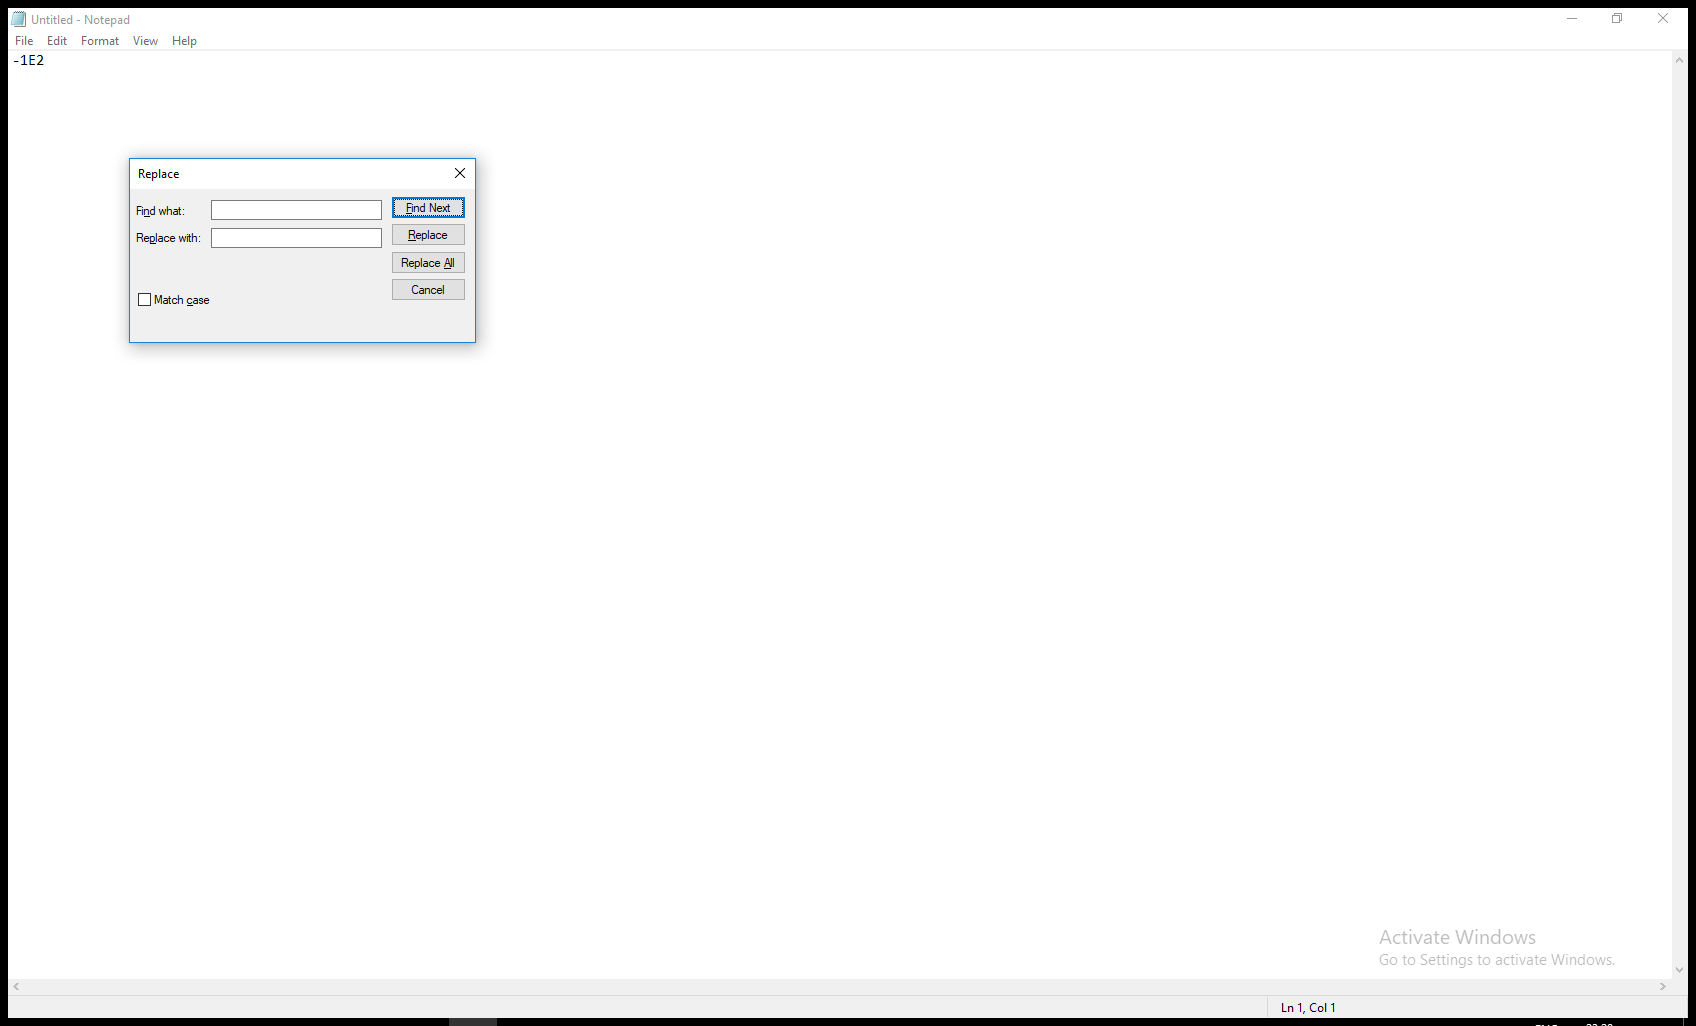 Untitled - Notepad
File Edit Format View Help
-1E2
Replace
Find what:
Find Next
Replace with:
Replace
Replace All
Cancel
Match case
Activate Windows
Go to Settings to activate Windows.
Ln 1, Col 1